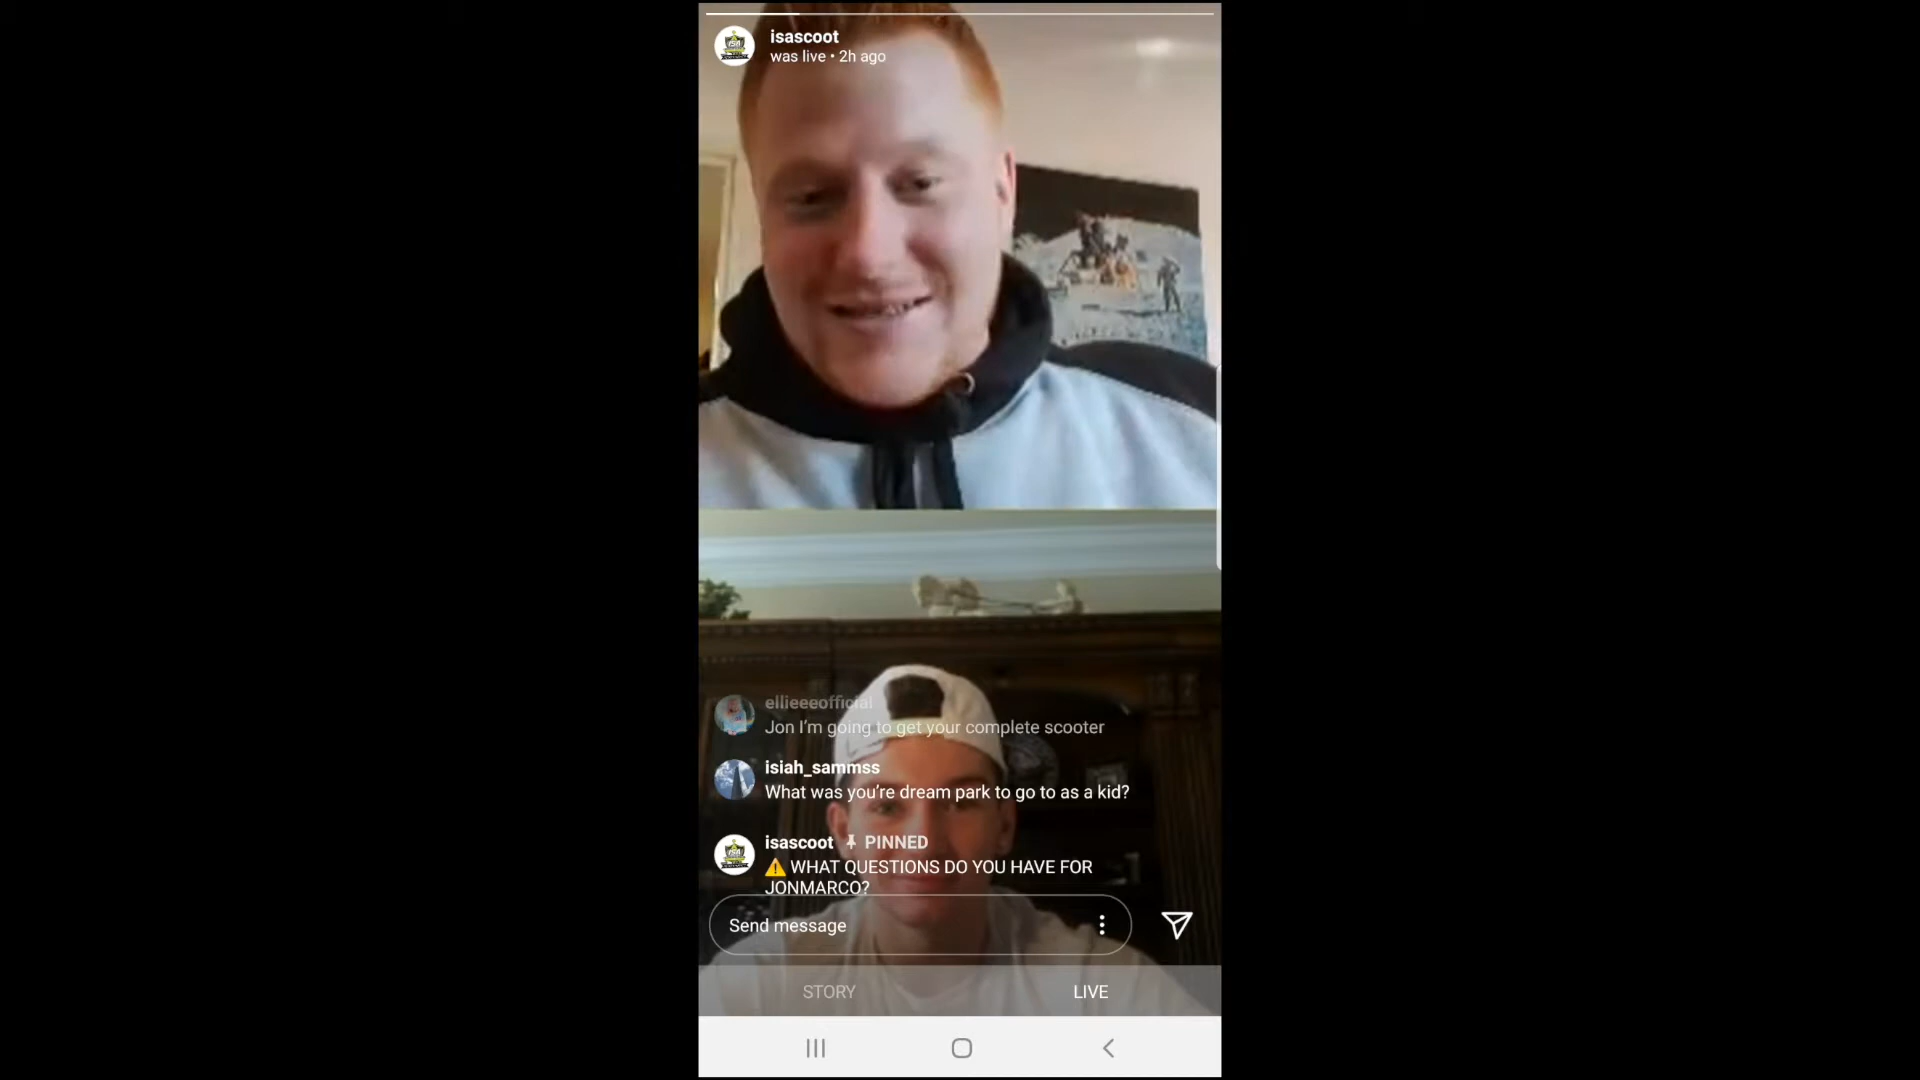 isascoot
was live • 2h ago
ellieeeofficial
Jon I'm going to get your complete scooter
isiah_sammss
What was you're dream park to go to as a kid?
isascoot PINNED
⚠️ WHAT QUESTIONS DO YOU HAVE FOR
JONMARCO?
Send message
STORY
LIVE